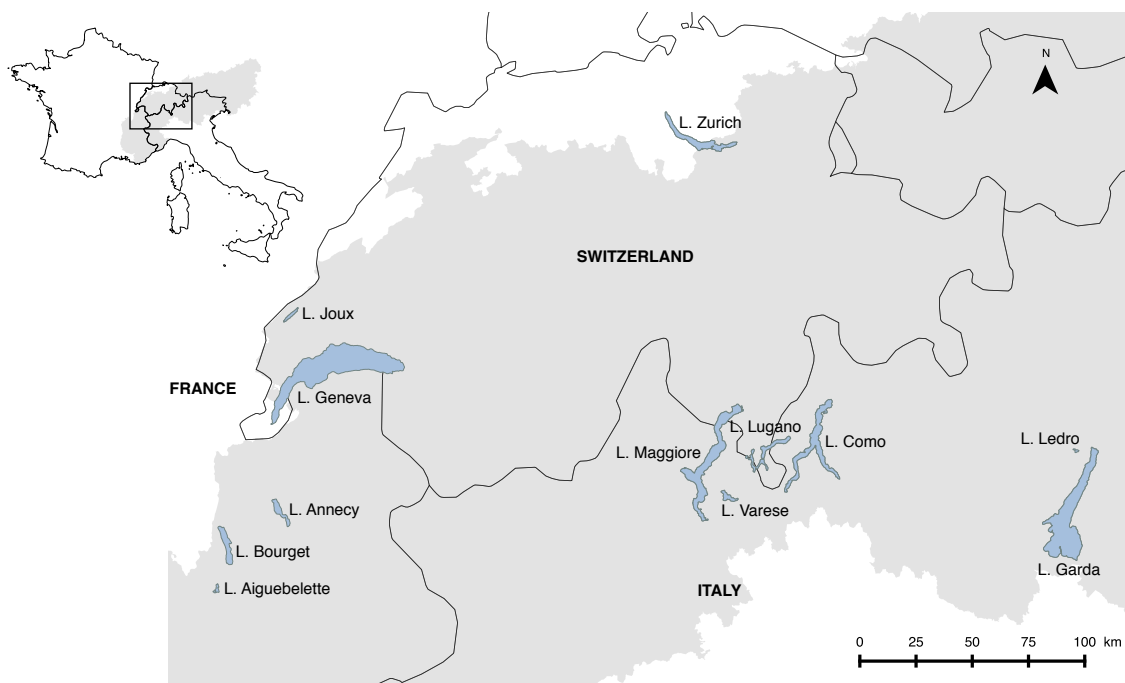 N
L. Zurich
SWITZERLAND
L. Joux
FRANCE
L. Geneva
L. Lugano
L. Maggiore
L. Como
L. Ledro
L. Annecy
L. Varese
L. Bourget
L. Garda
L. Aiguebelette
ITALY
0 25 50 75 100 km